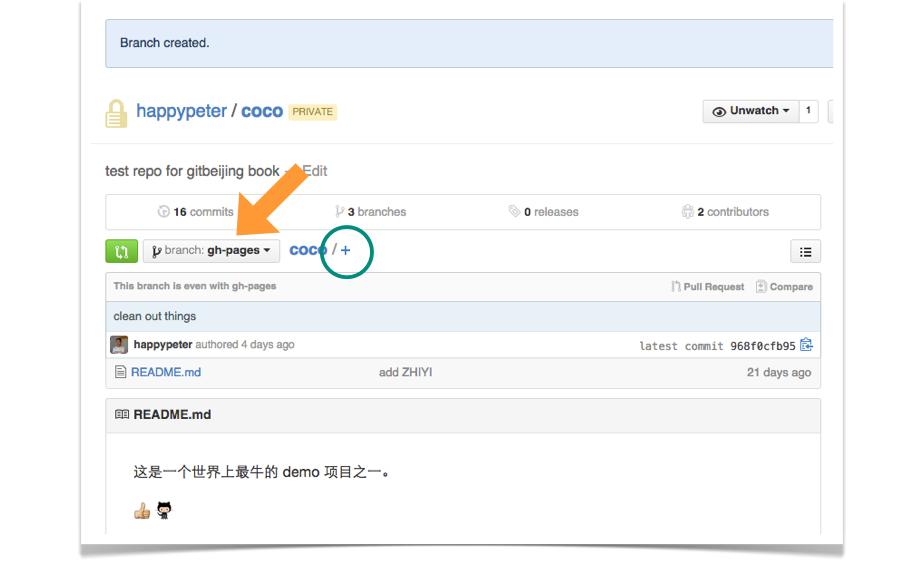 Branch created.
happypeter / coco PRIVATE
Unwatch 1
test repo for gitbeijing book — Edit
16 commits 3 branches 0 releases 2 contributors
branch: gh-pages coco / +
This branch is even with gh-pages Pull Request Compare
clean out things
happypeter authored 4 days ago latest commit 968f0cfb95
README.md add ZHIYI 21 days ago
README.md
这是一个世界上最牛的 demo 项目之一。